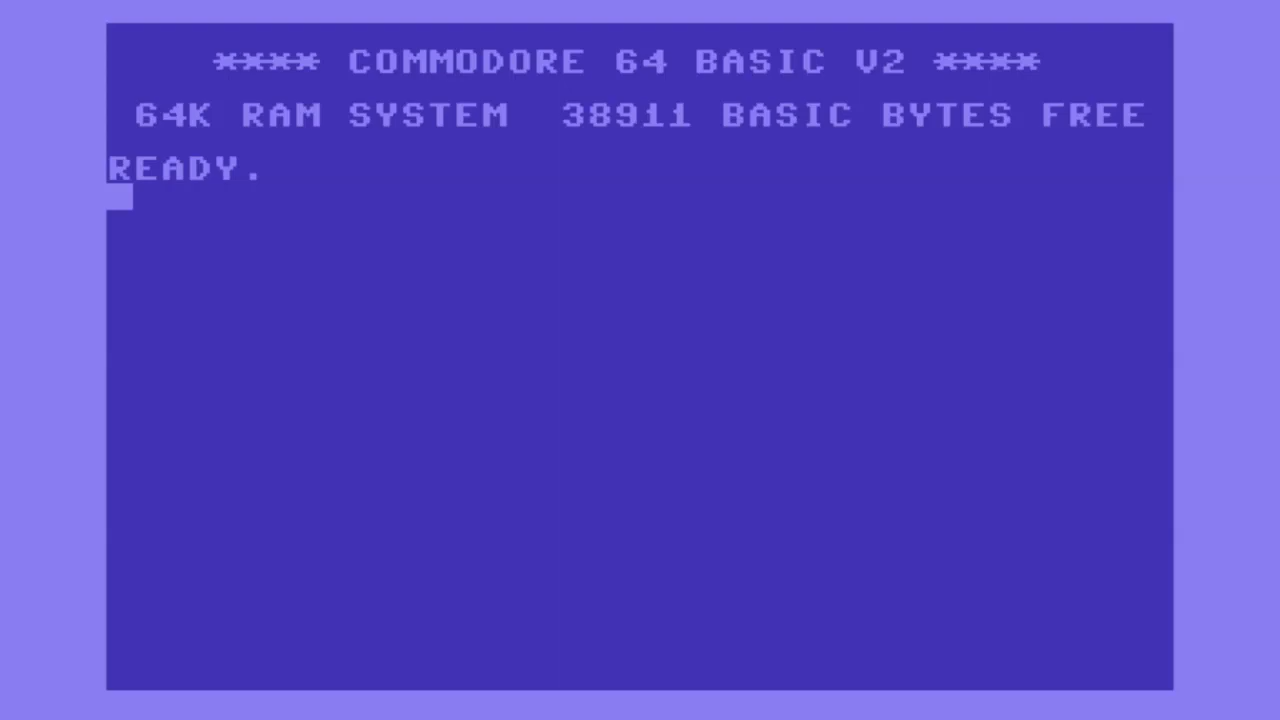 **** COMMODORE 64 BASIC V2 ****
64K RAM SYSTEM  38911 BASIC BYTES FREE
READY.